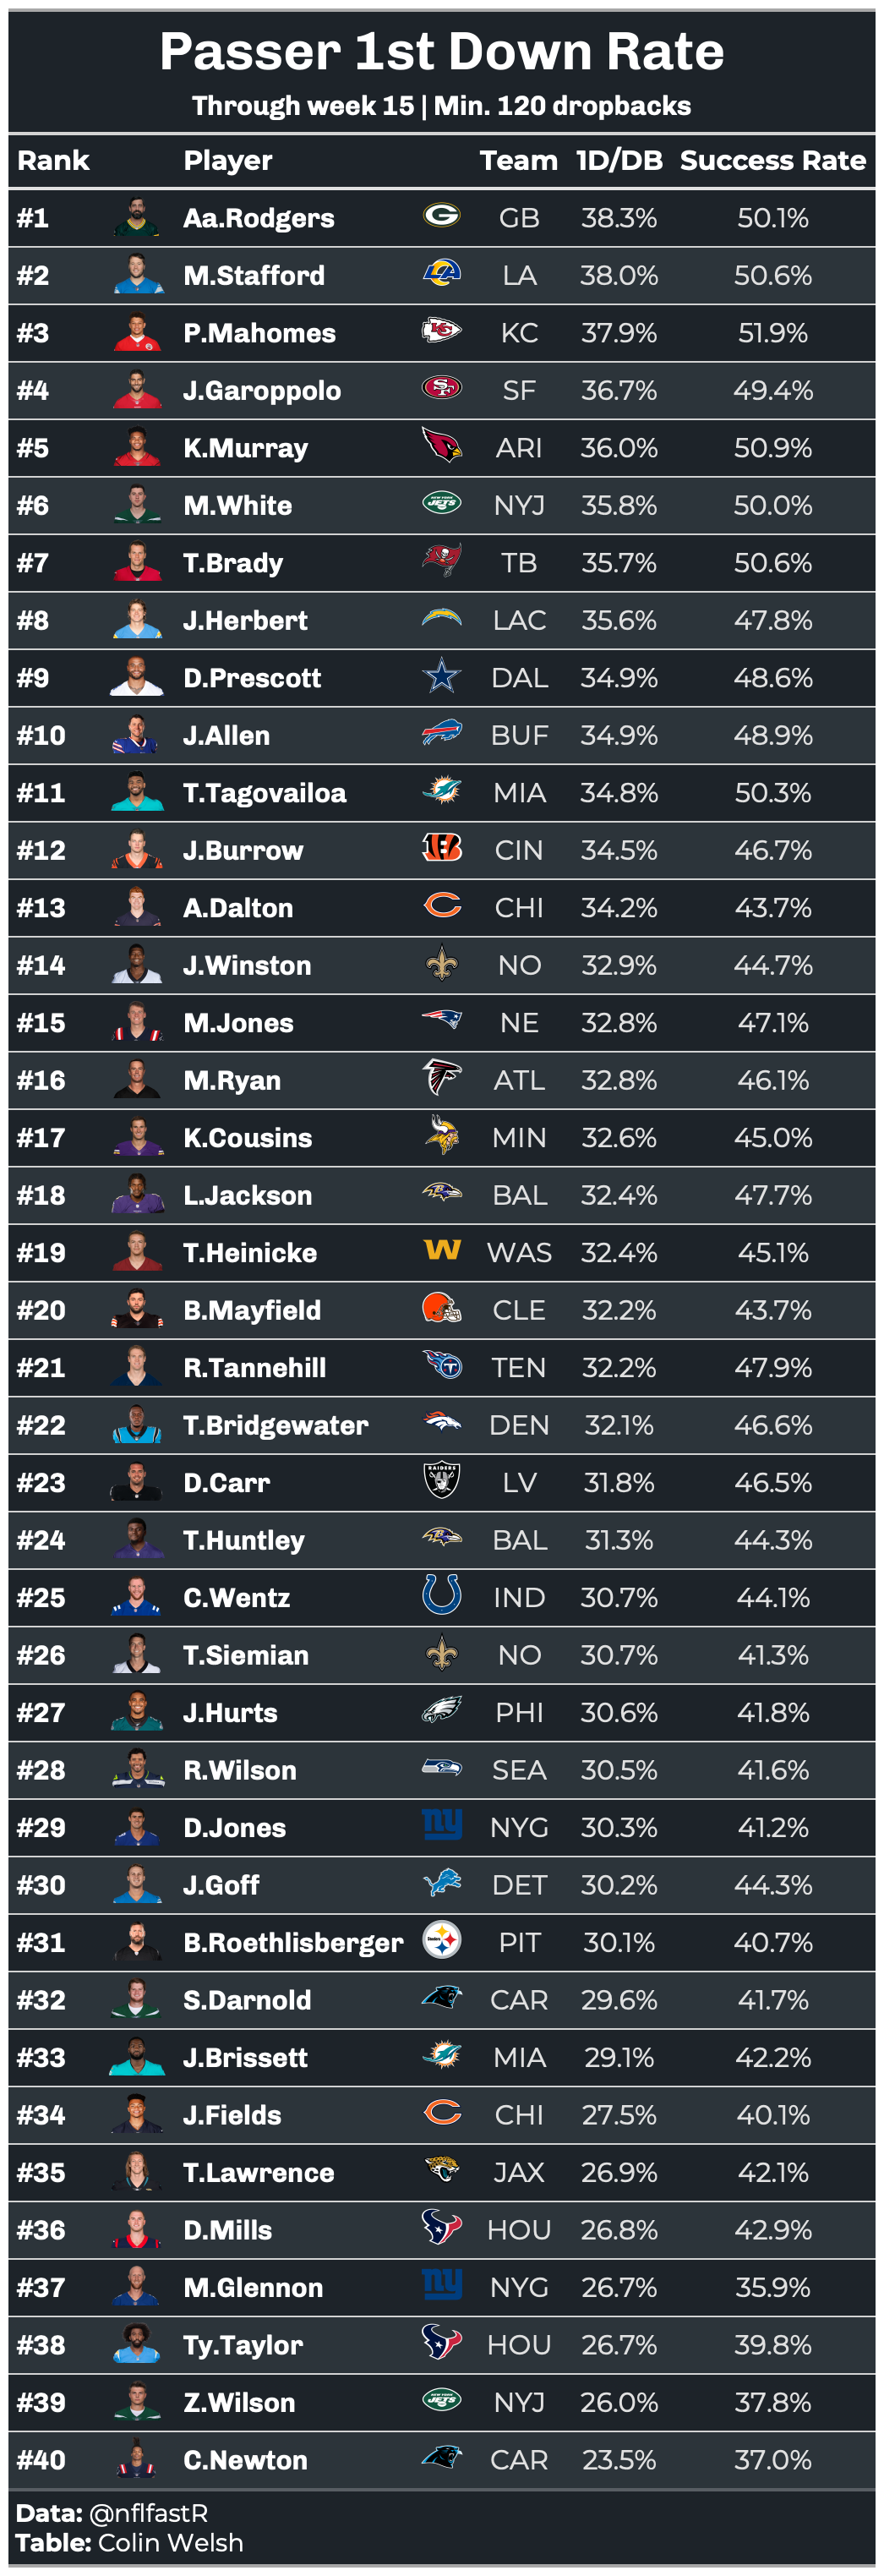 Passer 1st Down Rate
Through week 15 | Min. 120 dropbacks
Rank Player Team 1D/DB Success Rate
#1 Aa.Rodgers GB 38.3% 50.1%
#2 M.Stafford LA 38.0% 50.6%
#3 P.Mahomes KC 37.9% 51.9%
#4 J.Garoppolo SF 36.7% 49.4%
#5 K.Murray ARI 36.0% 50.9%
#6 M.White NYJ 35.8% 50.0%
#7 T.Brady TB 35.7% 50.6%
#8 J.Herbert LAC 35.6% 47.8%
#9 D.Prescott DAL 34.9% 48.6%
#10 J.Allen BUF 34.9% 48.9%
#11 T.Tagovailoa MIA 34.8% 50.3%
#12 J.Burrow CIN 34.5% 46.7%
#13 A.Dalton CHI 34.2% 43.7%
#14 J.Winston NO 32.9% 44.7%
#15 M.Jones NE 32.8% 47.1%
#16 M.Ryan ATL 32.8% 46.1%
#17 K.Cousins MIN 32.6% 45.0%
#18 L.Jackson BAL 32.4% 47.7%
#19 T.Heinicke WAS 32.4% 45.1%
#20 B.Mayfield CLE 32.2% 43.7%
#21 R.Tannehill TEN 32.2% 47.9%
#22 T.Bridgewater DEN 32.1% 46.6%
#23 D.Carr LV 31.8% 46.5%
#24 T.Huntley BAL 31.3% 44.3%
#25 C.Wentz IND 30.7% 44.1%
#26 T.Siemian NO 30.7% 41.3%
#27 J.Hurts PHI 30.6% 41.8%
#28 R.Wilson SEA 30.5% 41.6%
#29 D.Jones NYG 30.3% 41.2%
#30 J.Goff DET 30.2% 44.3%
#31 B.Roethlisberger PIT 30.1% 40.7%
#32 S.Darnold CAR 29.6% 41.7%
#33 J.Brissett MIA 29.1% 42.2%
#34 J.Fields CHI 27.5% 40.1%
#35 T.Lawrence JAX 26.9% 42.1%
#36 D.Mills HOU 26.8% 42.9%
#37 M.Glennon NYG 26.7% 35.9%
#38 Ty.Taylor HOU 26.7% 39.8%
#39 Z.Wilson NYJ 26.0% 37.8%
#40 C.Newton CAR 23.5% 37.0%
Data: @nflfastR
Table: Colin Welsh